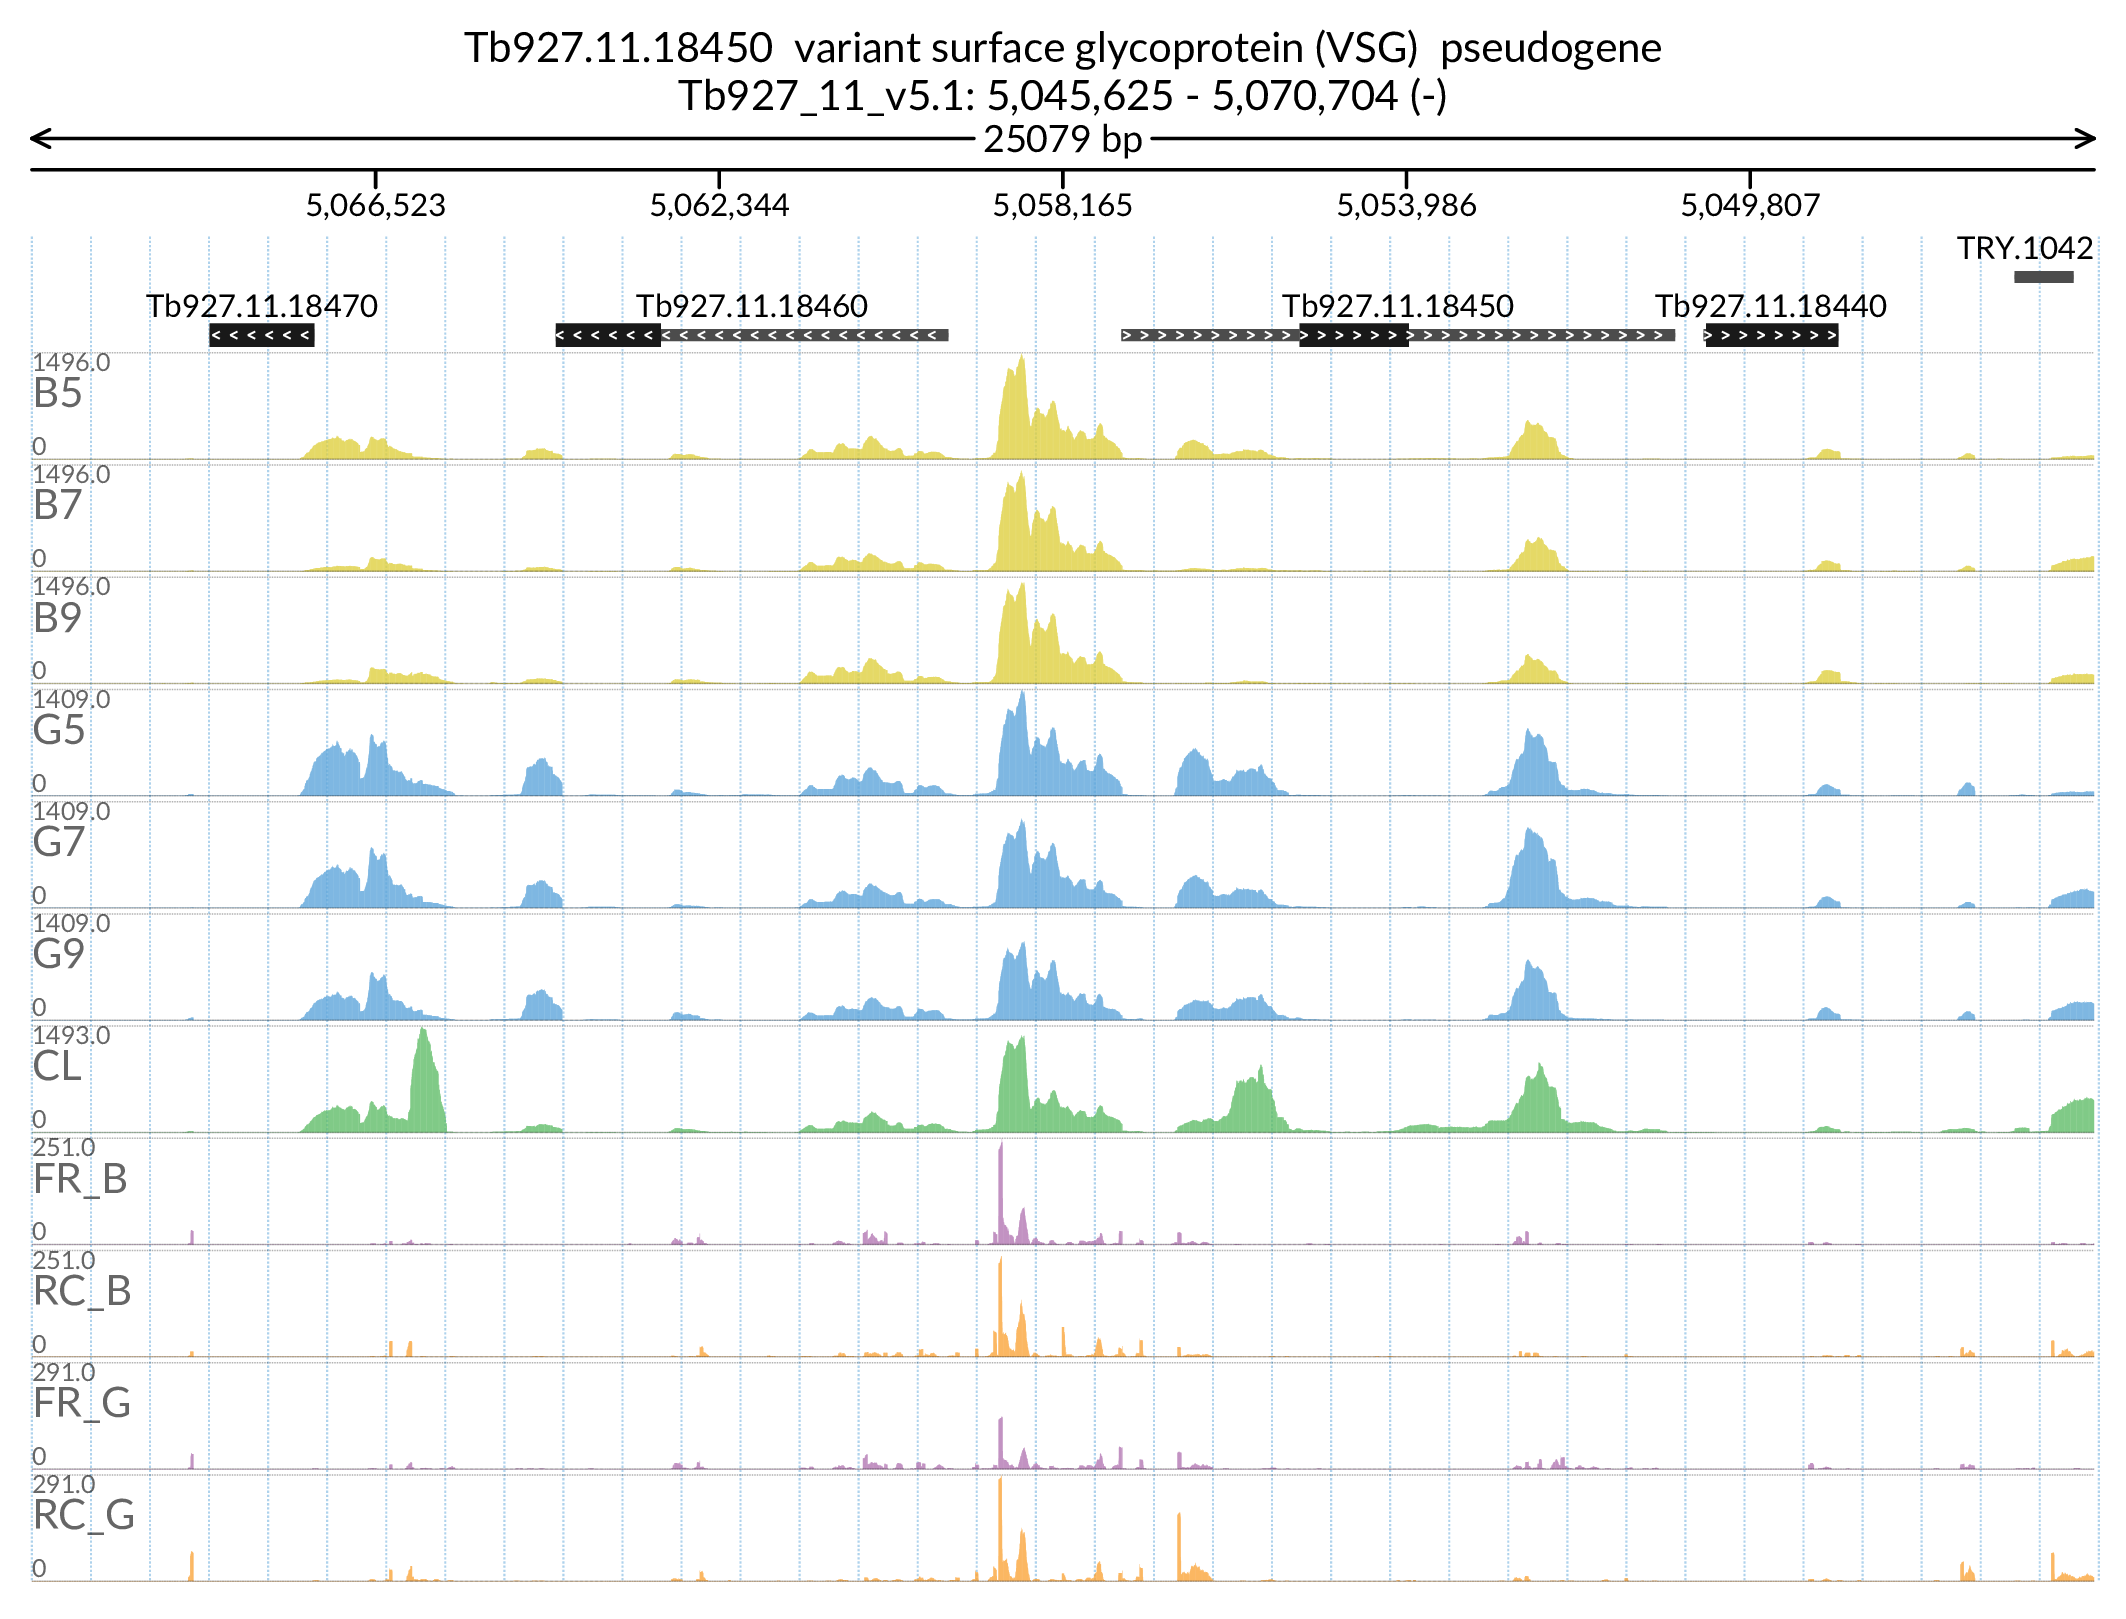 Tb927.11.18450  variant surface glycoprotein (VSG)  pseudogene
Tb927_11_v5.1: 5,045,625 - 5,070,704 (-)
25079 bp
5,066,523 5,062,344 5,058,165 5,053,986 5,049,807
TRY.1042
Tb927.11.18470 Tb927.11.18460 Tb927.11.18450 Tb927.11.18440
1496.0
B5
0
1496.0
B7
0
1496.0
B9
0
1409.0
G5
0
1409.0
G7
0
1409.0
G9
0
1493.0
CL
0
251.0
FR_B
0
251.0
RC_B
0
291.0
FR_G
0
291.0
RC_G
0